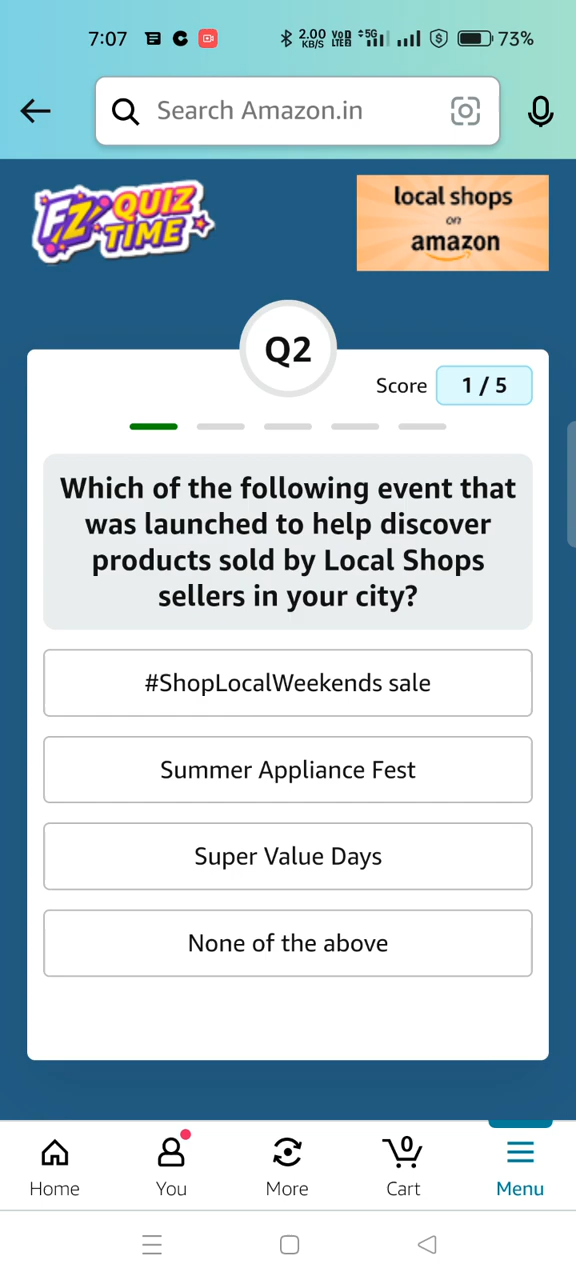 7:07 2.00 KB/S VoD LTE 5G 73%
Search Amazon.in
FZ QUIZ TIME
local shops
on
amazon
Q2
Score 1 / 5
Which of the following event that
was launched to help discover
products sold by Local Shops
sellers in your city?
#ShopLocalWeekends sale
Summer Appliance Fest
Super Value Days
None of the above
0
Home You More Cart Menu